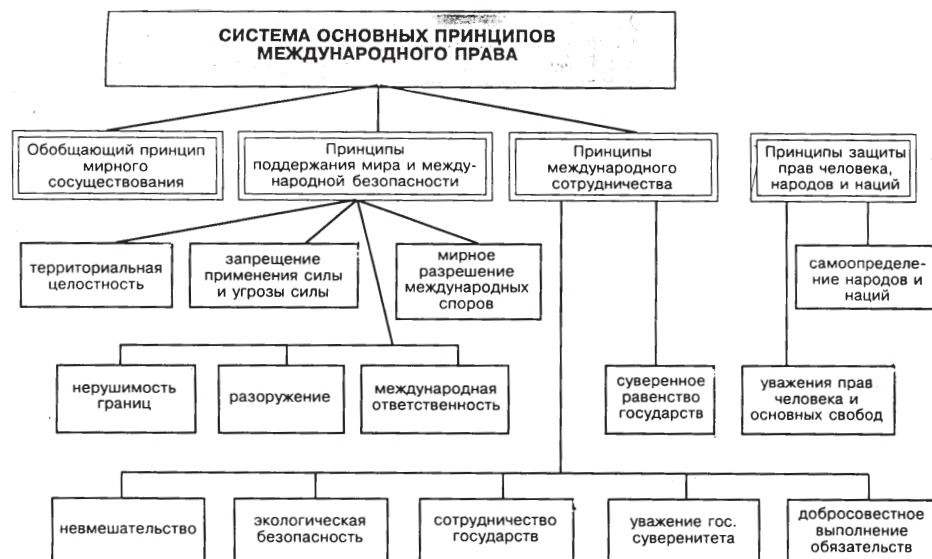 СИСТЕМА ОСНОВНЫХ ПРИНЦИПОВ
МЕЖДУНАРОДНОГО ПРАВА
Обобщающий принцип
мирного
сосуществования
Принципы
поддержания мира и между-
народной безопасности
Принципы
международного
сотрудничества
Принципы защиты
прав человека,
народов и наций
территориальная
целостность
запрещение
применения силы
и угрозы силы
мирное
разрешение
международных
споров
самоопределе-
ние народов и
наций
нерушимость
границ
разоружение
международная
ответственность
суверенное
равенство
государств
уважения прав
человека и
основных свобод
невмешательство
экологическая
безопасность
сотрудничество
государств
уважение гос.
суверенитета
добросовестное
выполнение
обязательств